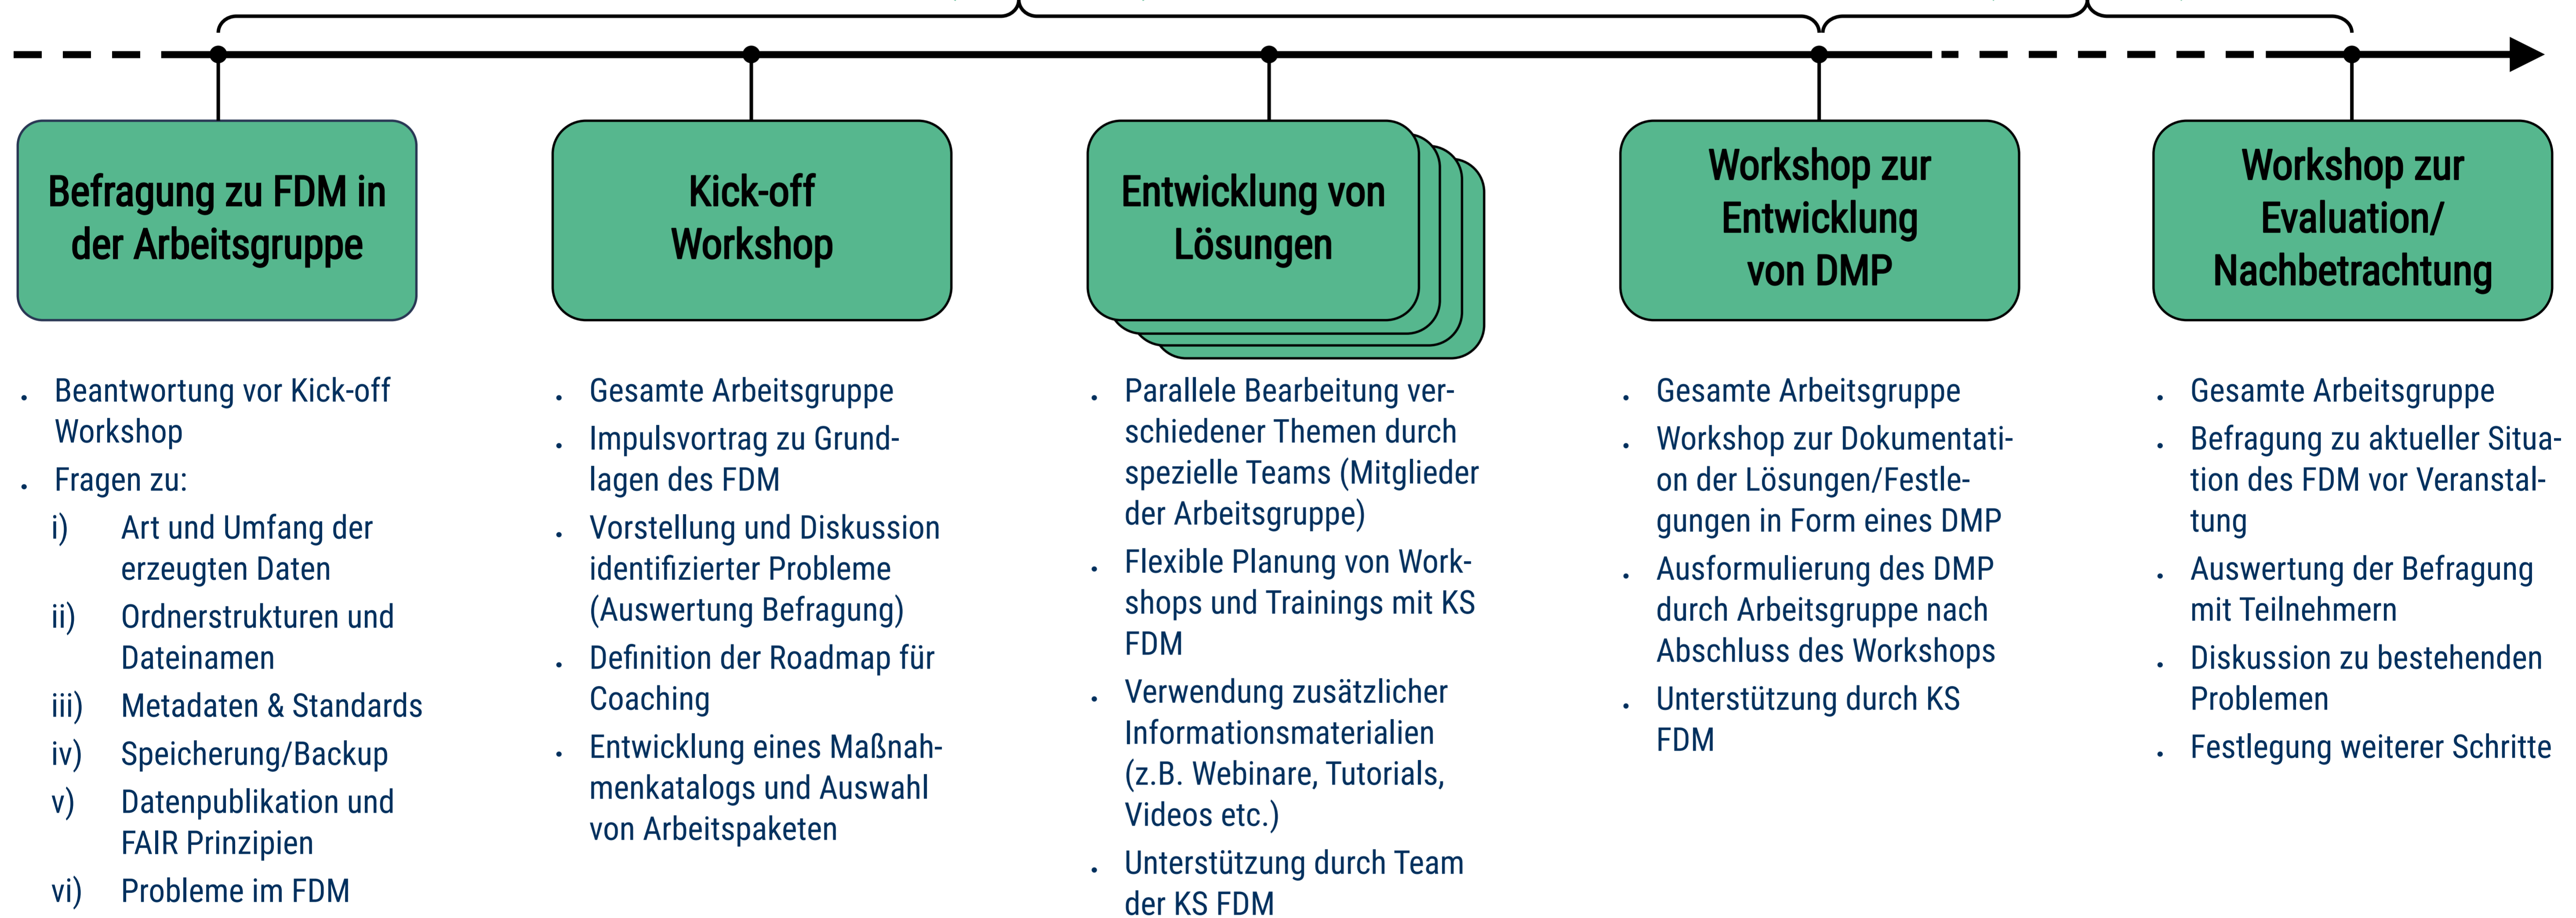 Befragung zu FDM in
der Arbeitsgruppe
. Beantwortung vor Kick-off
Workshop
. Fragen zu:
i) Art und Umfang der
erzeugten Daten
ii) Ordnerstrukturen und
Dateinamen
iii) Metadaten & Standards
iv) Speicherung/Backup
v) Datenpublikation und
FAIR Prinzipien
vi) Probleme im FDM
Kick-off
Workshop
. Gesamte Arbeitsgruppe
. Impulsvortrag zu Grund-
lagen des FDM
. Vorstellung und Diskussion
identifizierter Probleme
(Auswertung Befragung)
. Definition der Roadmap für
Coaching
. Entwicklung eines Maßnah-
menkatalogs und Auswahl
von Arbeitspaketen
Entwicklung von
Lösungen
. Parallele Bearbeitung ver-
schiedener Themen durch
spezielle Teams (Mitglieder
der Arbeitsgruppe)
. Flexible Planung von Work-
shops und Trainings mit KS
FDM
. Verwendung zusätzlicher
Informationsmaterialien
(z.B. Webinare, Tutorials,
Videos etc.)
. Unterstützung durch Team
der KS FDM
Workshop zur
Entwicklung
von DMP
. Gesamte Arbeitsgruppe
. Workshop zur Dokumentati-
on der Lösungen/Festle-
gungen in Form eines DMP
. Ausformulierung des DMP
durch Arbeitsgruppe nach
Abschluss des Workshops
. Unterstützung durch KS
FDM
Workshop zur
Evaluation/
Nachbetrachtung
. Gesamte Arbeitsgruppe
. Befragung zu aktueller Situa-
tion des FDM vor Veranstal-
tung
. Auswertung der Befragung
mit Teilnehmern
. Diskussion zu bestehenden
Problemen
. Festlegung weiterer Schritte